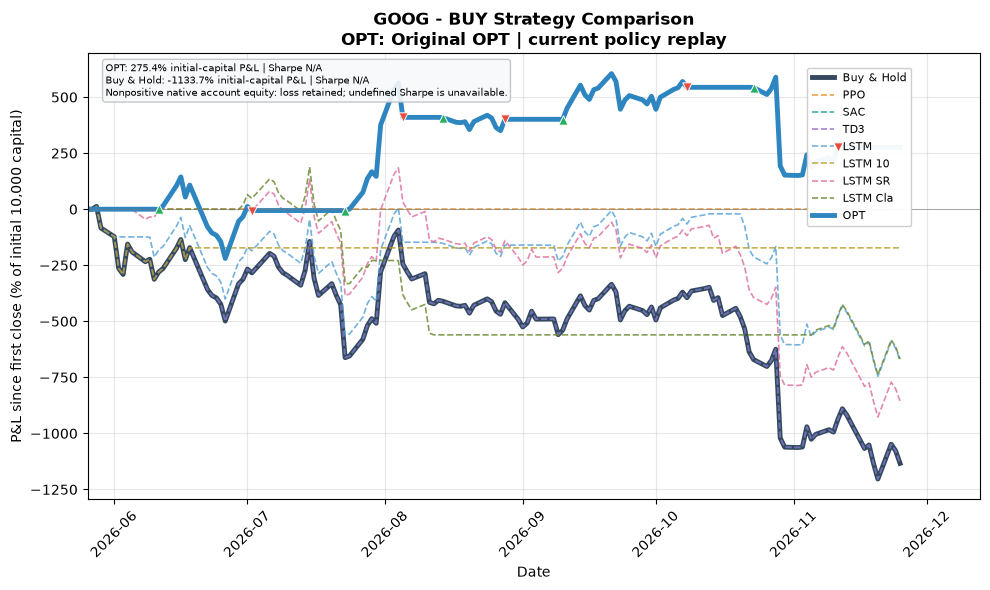 GOOG - BUY Strategy Comparison
OPT: Original OPT | current policy replay
OPT: 275.4% initial-capital P&L | Sharpe N/A
Buy & Hold: -1133.7% initial-capital P&L | Sharpe N/A
Nonpositive native account equity: loss retained; undefined Sharpe is unavailable.
Buy & Hold
PPO
SAC
TD3
LSTM
LSTM 10
LSTM SR
LSTM Cla
OPT
P&L since first close (% of initial 10,000 capital)
500
250
0
−250
−500
−750
−1000
−1250
2026-06
2026-07
2026-08
2026-09
2026-10
2026-11
2026-12
Date